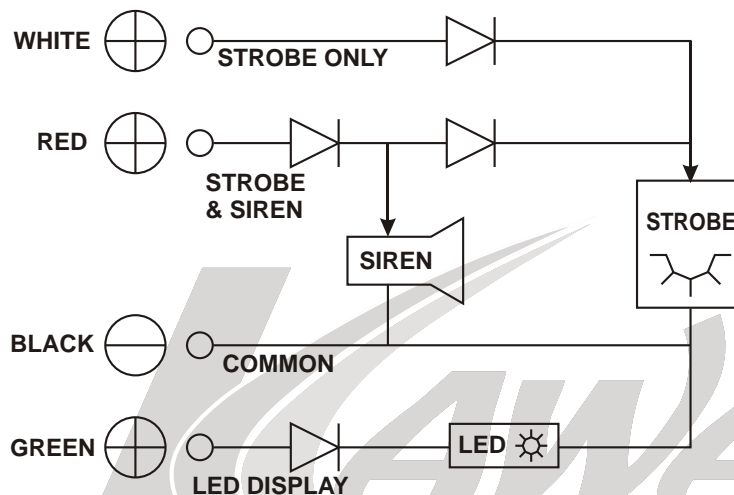 WHITE
STROBE ONLY
RED
STROBE
& SIREN
STROBE
SIREN
BLACK
COMMON
GREEN
LED
LED DISPLAY